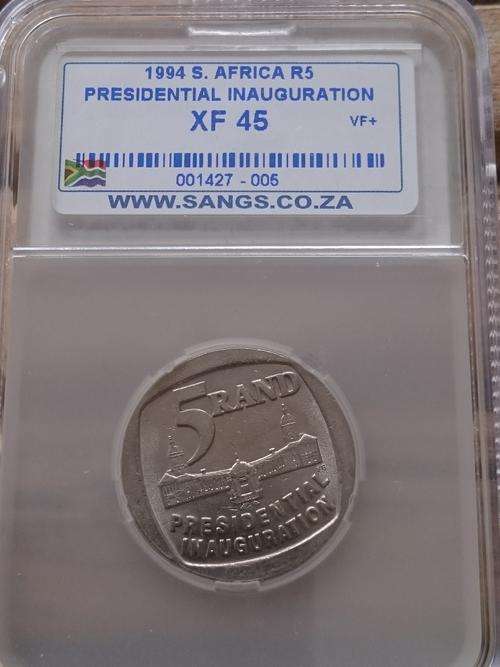 1994 S. AFRICA R5
PRESIDENTIAL INAUGURATION
XF 45
VF+
001427 - 005
WWW.SANGS.CO.ZA
5 RAND
PRESIDENTIAL
INAUGURATION